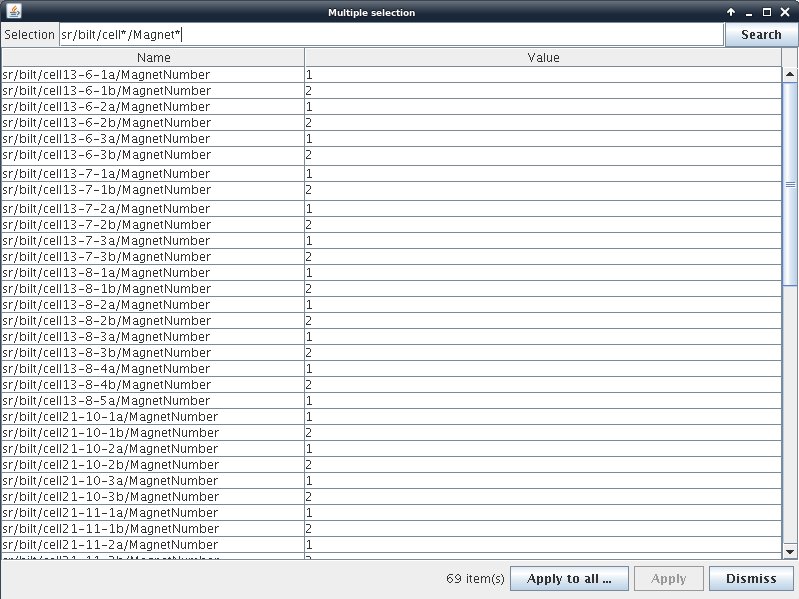 Multiple selection
Selection sr/bilt/cell*/Magnet* Search
Name Value
sr/bilt/cell13-6-1a/MagnetNumber 1
sr/bilt/cell13-6-1b/MagnetNumber 2
sr/bilt/cell13-6-2a/MagnetNumber 1
sr/bilt/cell13-6-2b/MagnetNumber 2
sr/bilt/cell13-6-3a/MagnetNumber 1
sr/bilt/cell13-6-3b/MagnetNumber 2
sr/bilt/cell13-7-1a/MagnetNumber 1
sr/bilt/cell13-7-1b/MagnetNumber 2
sr/bilt/cell13-7-2a/MagnetNumber 1
sr/bilt/cell13-7-2b/MagnetNumber 2
sr/bilt/cell13-7-3a/MagnetNumber 1
sr/bilt/cell13-7-3b/MagnetNumber 2
sr/bilt/cell13-8-1a/MagnetNumber 1
sr/bilt/cell13-8-1b/MagnetNumber 2
sr/bilt/cell13-8-2a/MagnetNumber 1
sr/bilt/cell13-8-2b/MagnetNumber 2
sr/bilt/cell13-8-3a/MagnetNumber 1
sr/bilt/cell13-8-3b/MagnetNumber 2
sr/bilt/cell13-8-4a/MagnetNumber 1
sr/bilt/cell13-8-4b/MagnetNumber 2
sr/bilt/cell13-8-5a/MagnetNumber 1
sr/bilt/cell21-10-1a/MagnetNumber 1
sr/bilt/cell21-10-1b/MagnetNumber 2
sr/bilt/cell21-10-2a/MagnetNumber 1
sr/bilt/cell21-10-2b/MagnetNumber 2
sr/bilt/cell21-10-3a/MagnetNumber 1
sr/bilt/cell21-10-3b/MagnetNumber 2
sr/bilt/cell21-11-1a/MagnetNumber 1
sr/bilt/cell21-11-1b/MagnetNumber 2
sr/bilt/cell21-11-2a/MagnetNumber 1
69 item(s) Apply to all ... Apply Dismiss